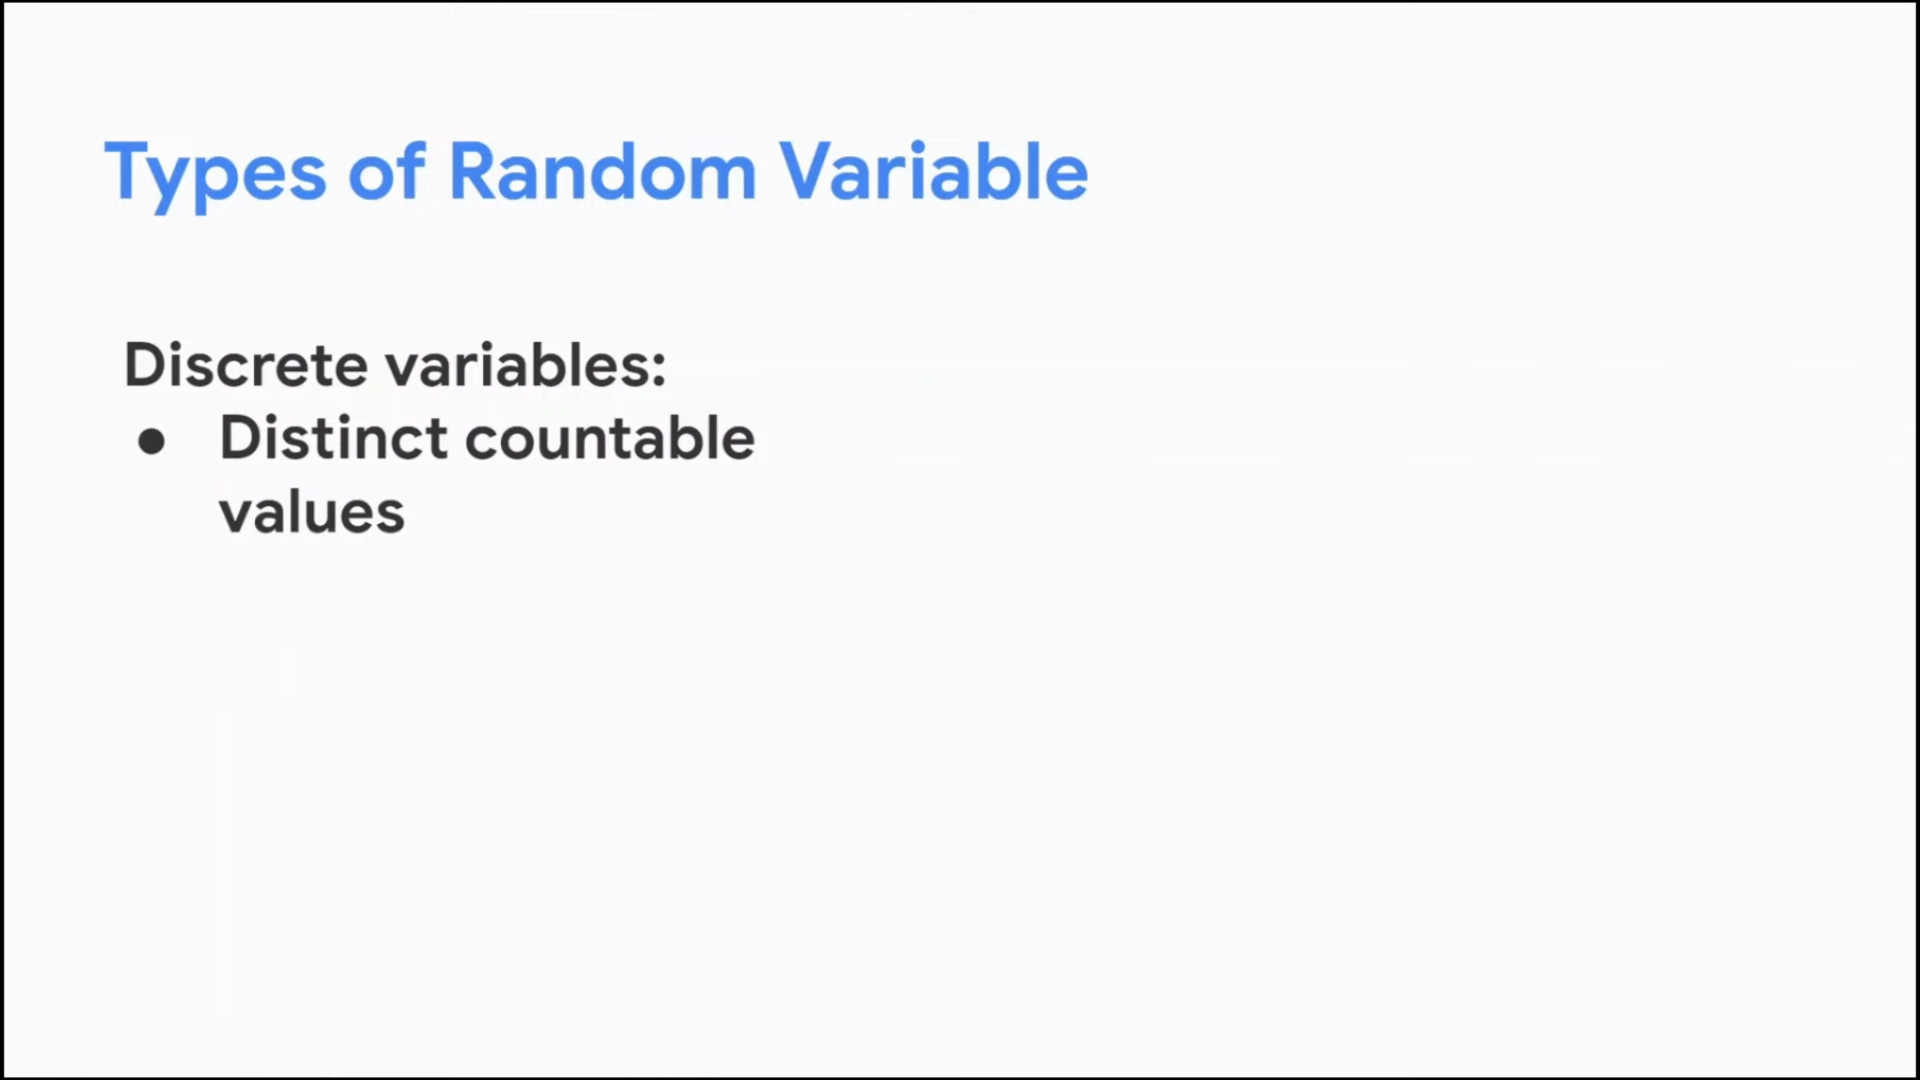 Types of Random Variable
Discrete variables:
● Distinct countable
values